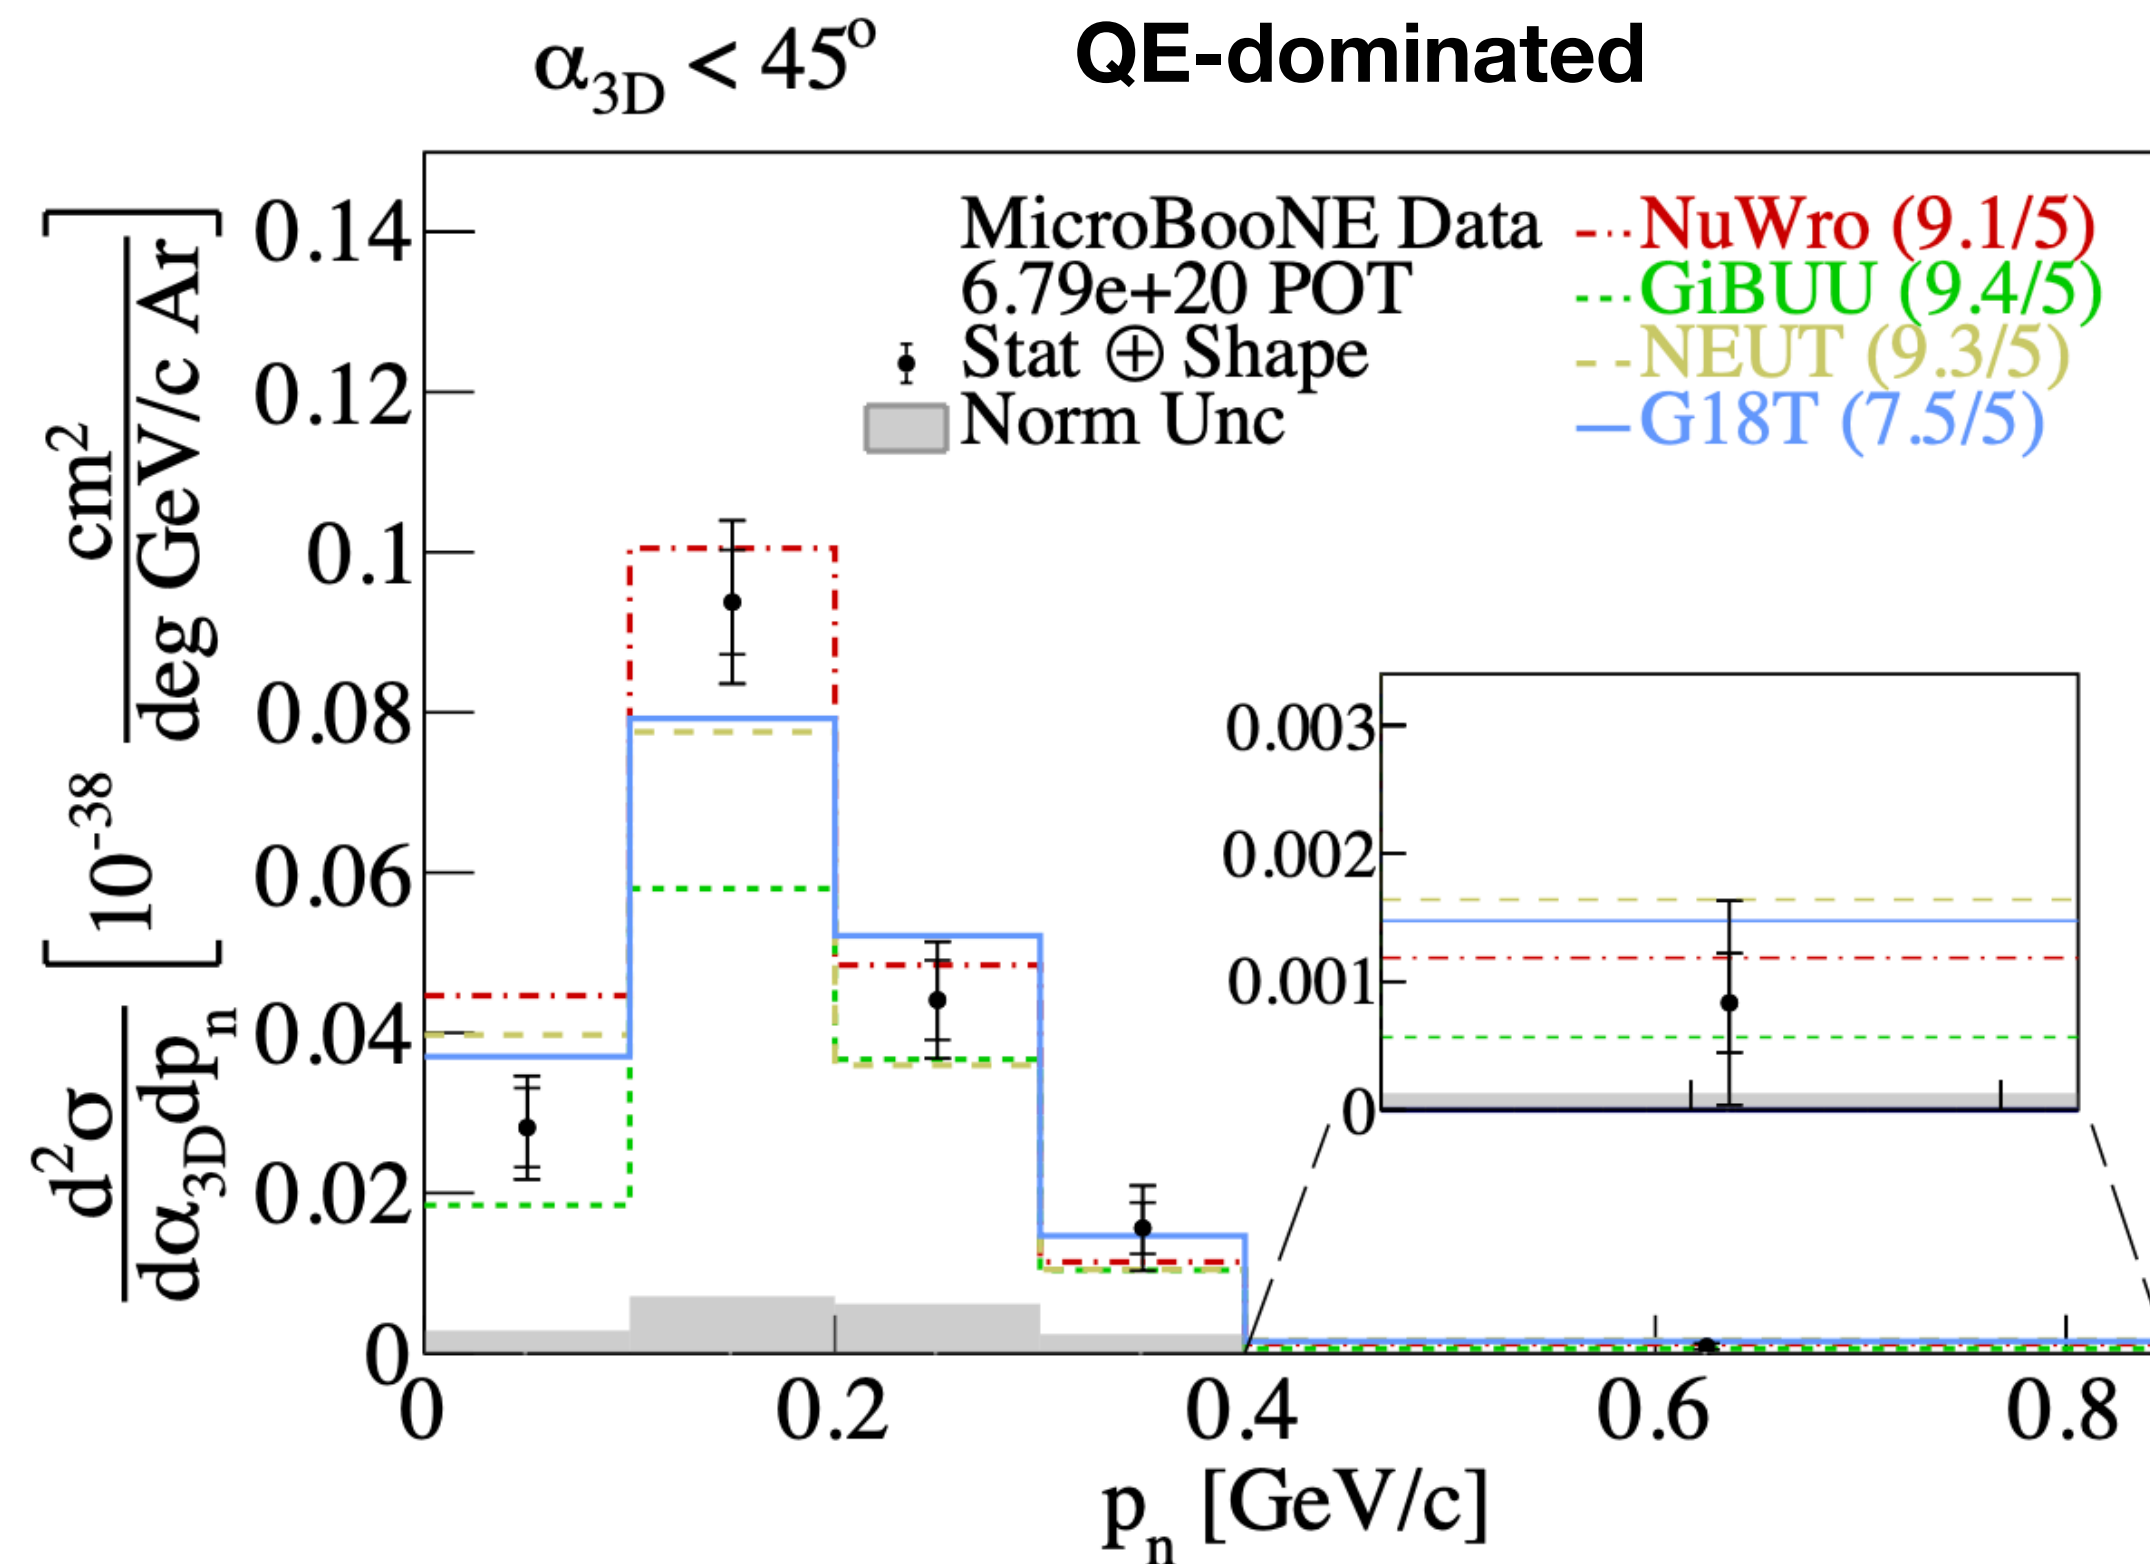 α3D < 45º QE-dominated
d²σ / dα3Ddpn [10⁻³⁸ cm² / deg GeV/c Ar]
0.14
0.12
0.1
0.08
0.06
0.04
0.02
0
MicroBooNE Data
6.79e+20 POT
Stat ⊕ Shape
Norm Unc
NuWro (9.1/5)
GiBUU (9.4/5)
NEUT (9.3/5)
G18T (7.5/5)
0.003
0.002
0.001
0
0 0.2 0.4 0.6 0.8
pn [GeV/c]